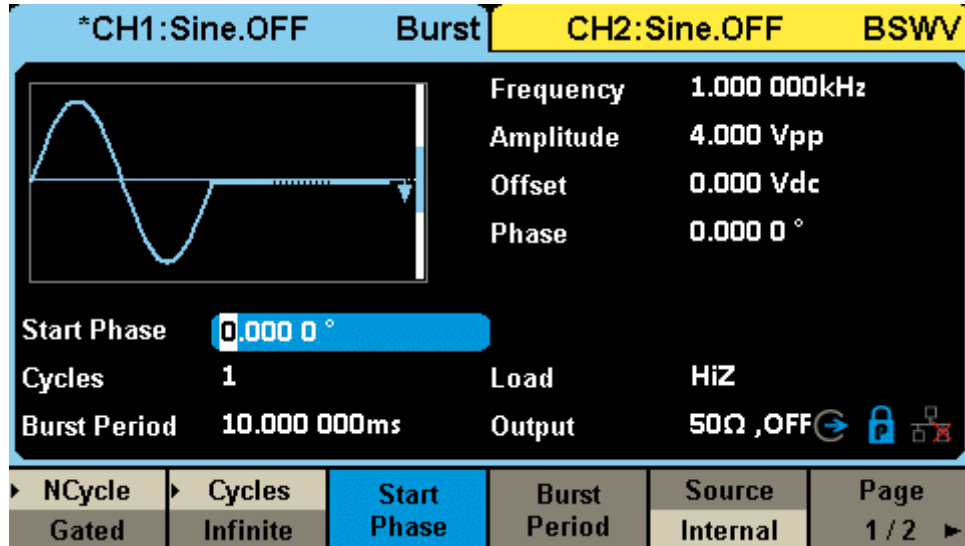 *CH1:Sine.OFF Burst CH2:Sine.OFF BSWV
Frequency 1.000 000kHz
Amplitude 4.000 Vpp
Offset 0.000 Vdc
Phase 0.000 0 °
Start Phase 0.000 0 °
Cycles 1 Load HiZ
Burst Period 10.000 000ms Output 50Ω ,OFF P
NCycle Cycles Start Burst Source Page
Gated Infinite Phase Period Internal 1 / 2